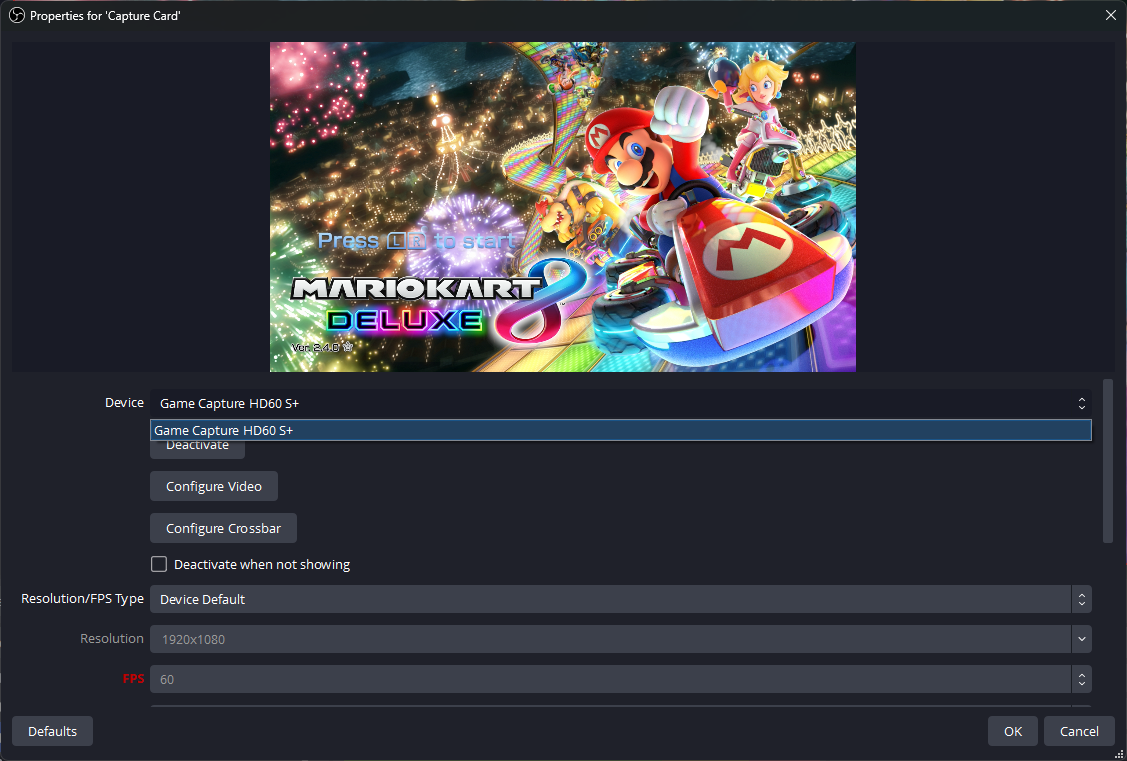 Properties for 'Capture Card'
Press L R to start
MARIOKART 8
DELUXE
Ver. 2.4.0
Device
Game Capture HD60 S+
Game Capture HD60 S+
Deactivate
Configure Video
Configure Crossbar
Deactivate when not showing
Resolution/FPS Type
Device Default
Resolution
1920x1080
FPS
60
Defaults
OK
Cancel